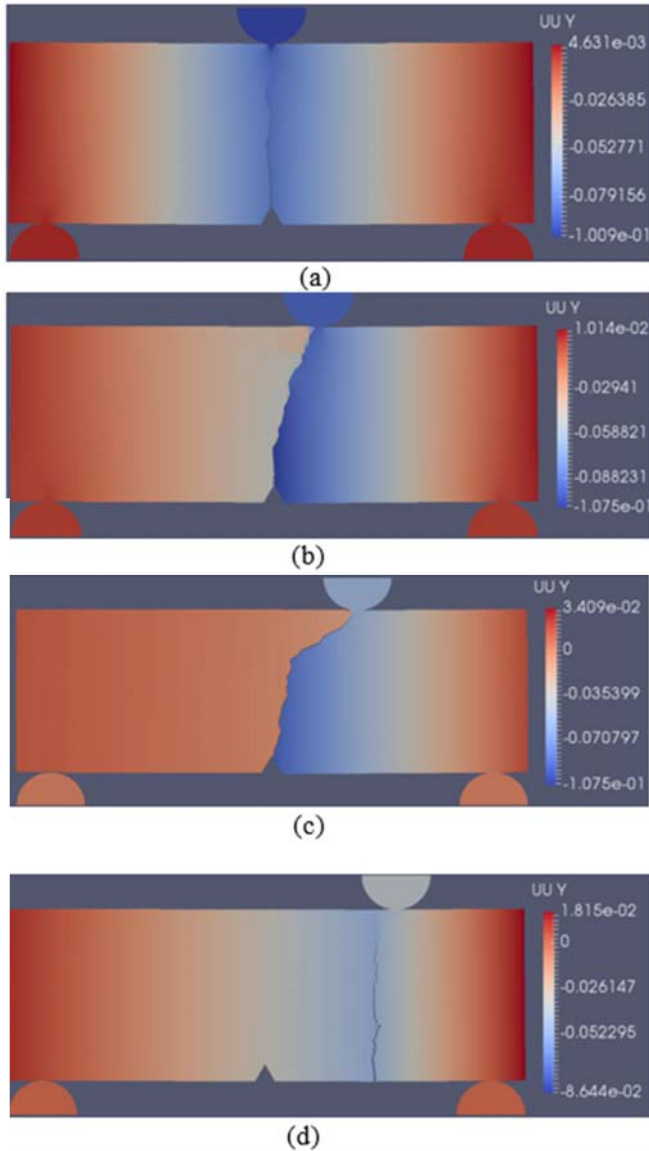 UU Y
4.631e-03
-0.026385
-0.052771
-0.079156
-1.009e-01
(a)
UU Y
1.014e-02
-0.02941
-0.058821
-0.088231
-1.075e-01
(b)
UU Y
3.409e-02
0
-0.035399
-0.070797
-1.075e-01
(c)
UU Y
1.815e-02
0
-0.026147
-0.052295
-8.644e-02
(d)